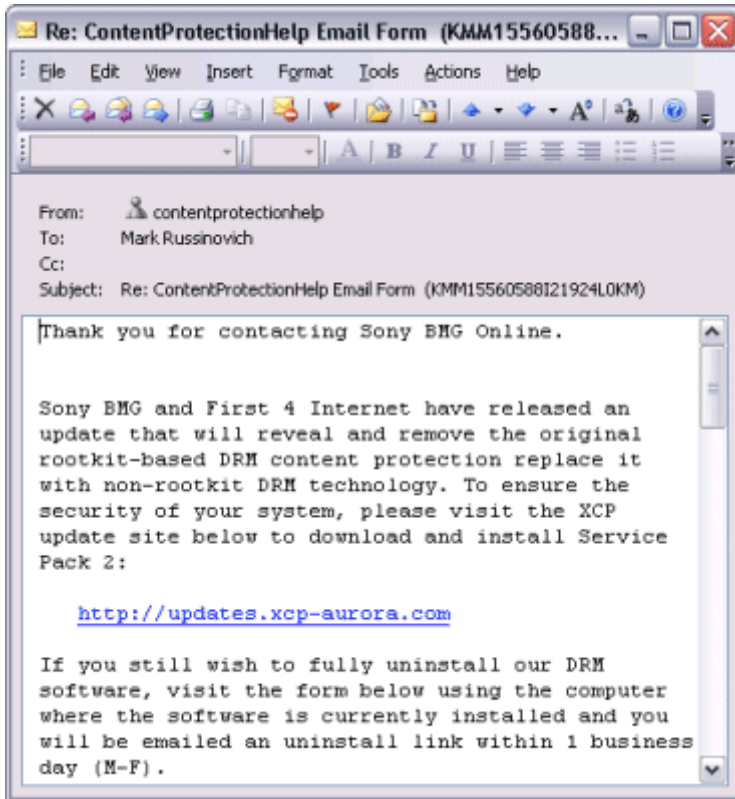 Re: ContentProtectionHelp Email Form (KMM15560588...
File Edit View Insert Format Tools Actions Help
A | B I U
From: contentprotectionhelp
To: Mark Russinovich
Cc:
Subject: Re: ContentProtectionHelp Email Form (KMM15560588I21924L0KM)
Thank you for contacting Sony BMG Online.
Sony BMG and First 4 Internet have released an
update that will reveal and remove the original
rootkit-based DRM content protection replace it
with non-rootkit DRM technology. To ensure the
security of your system, please visit the XCP
update site below to download and install Service
Pack 2:
http://updates.xcp-aurora.com
If you still wish to fully uninstall our DRM
software, visit the form below using the computer
where the software is currently installed and you
will be emailed an uninstall link within 1 business
day (M-F).